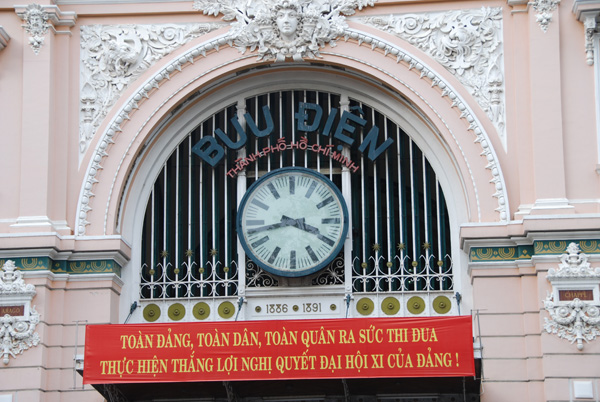 BƯU ĐIỆN
THÀNH PHỐ HỒ CHÍ MINH
1886 1891
TOÀN ĐẢNG, TOÀN DÂN, TOÀN QUÂN RA SỨC THI ĐUA
THỰC HIỆN THẮNG LỢI NGHỊ QUYẾT ĐẠI HỘI XI CỦA ĐẢNG !